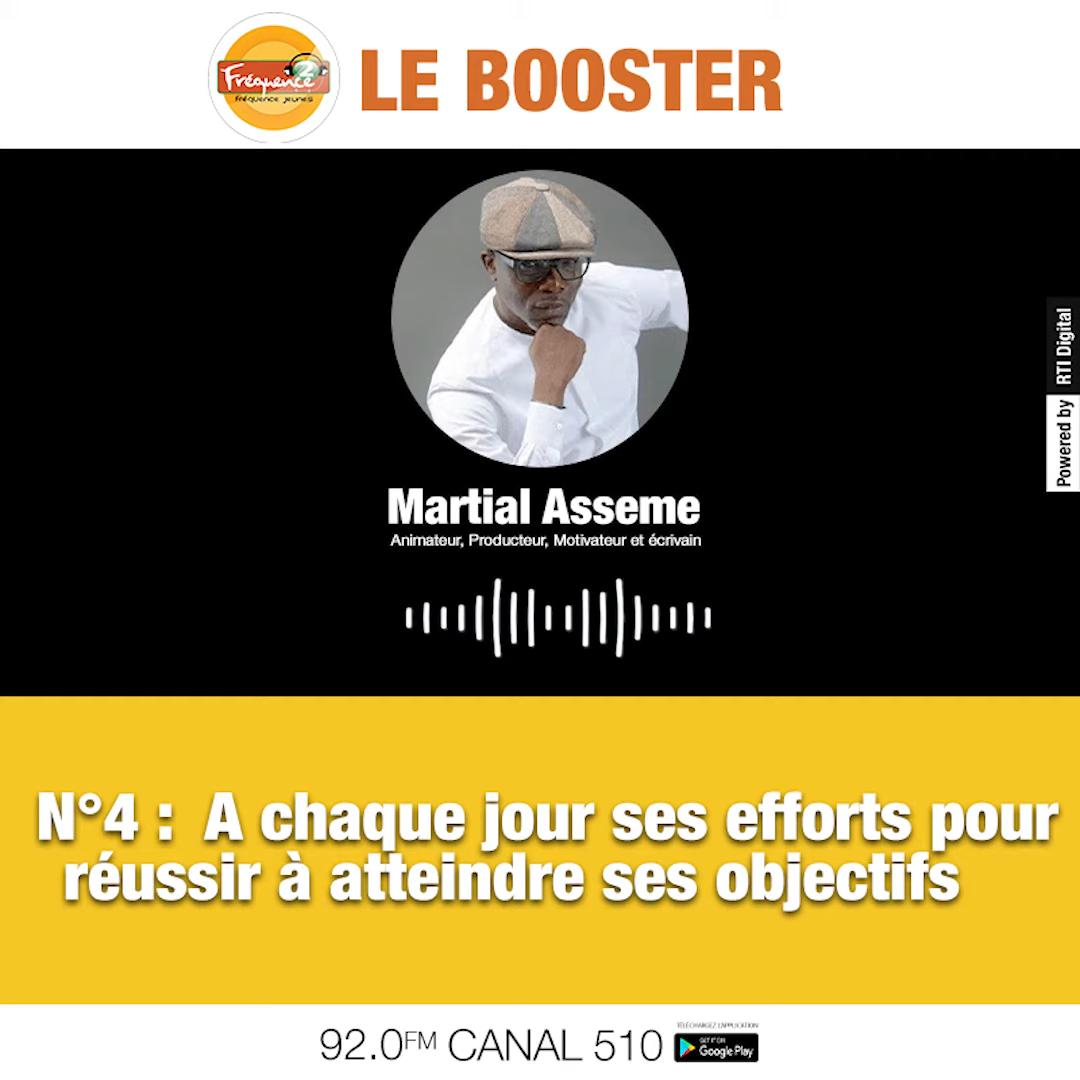 Fréquence 2
fréquence jeunes
LE BOOSTER
Powered by RTI Digital
Martial Asseme
Animateur, Producteur, Motivateur et écrivain
N°4 : A chaque jour ses efforts pour
réussir à atteindre ses objectifs
92.0FM CANAL 510
TÉLÉCHARGEZ L'APPLICATION
GET IT ON
Google Play